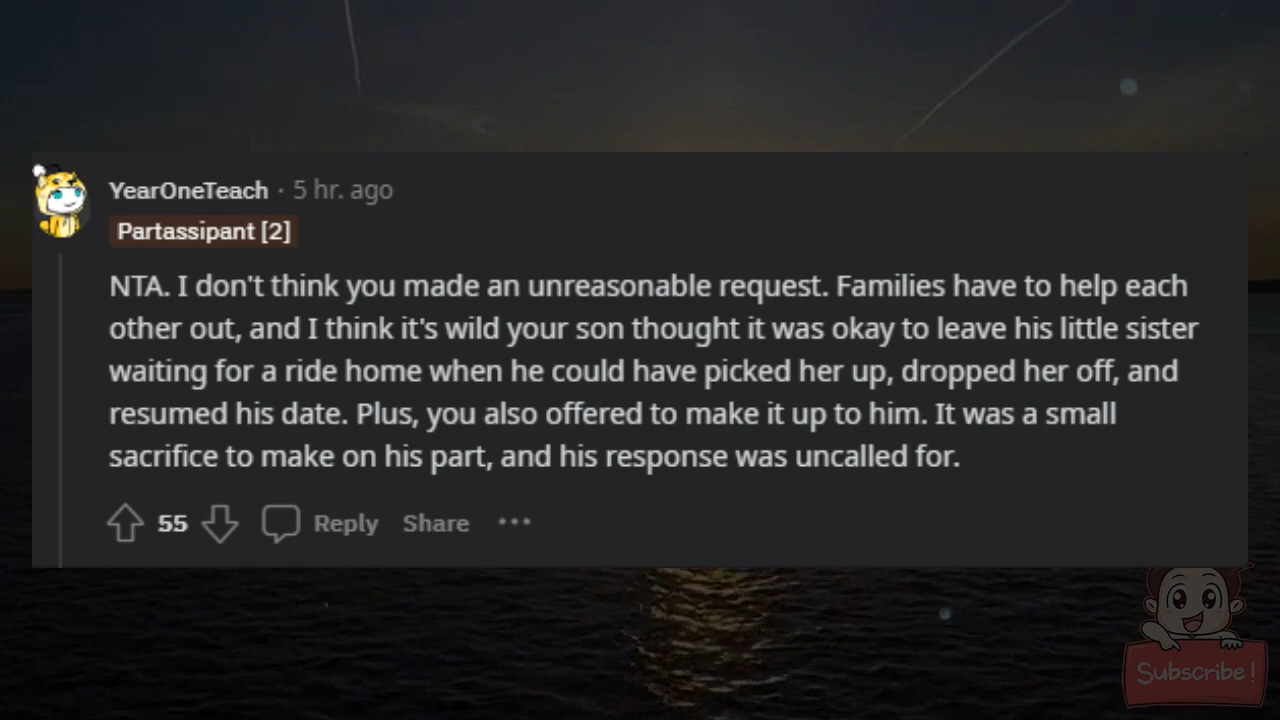 YearOneTeach · 5 hr. ago
Partassipant [2]
NTA. I don't think you made an unreasonable request. Families have to help each
other out, and I think it's wild your son thought it was okay to leave his little sister
waiting for a ride home when he could have picked her up, dropped her off, and
resumed his date. Plus, you also offered to make it up to him. It was a small
sacrifice to make on his part, and his response was uncalled for.
55 Reply Share ···
Subscribe!